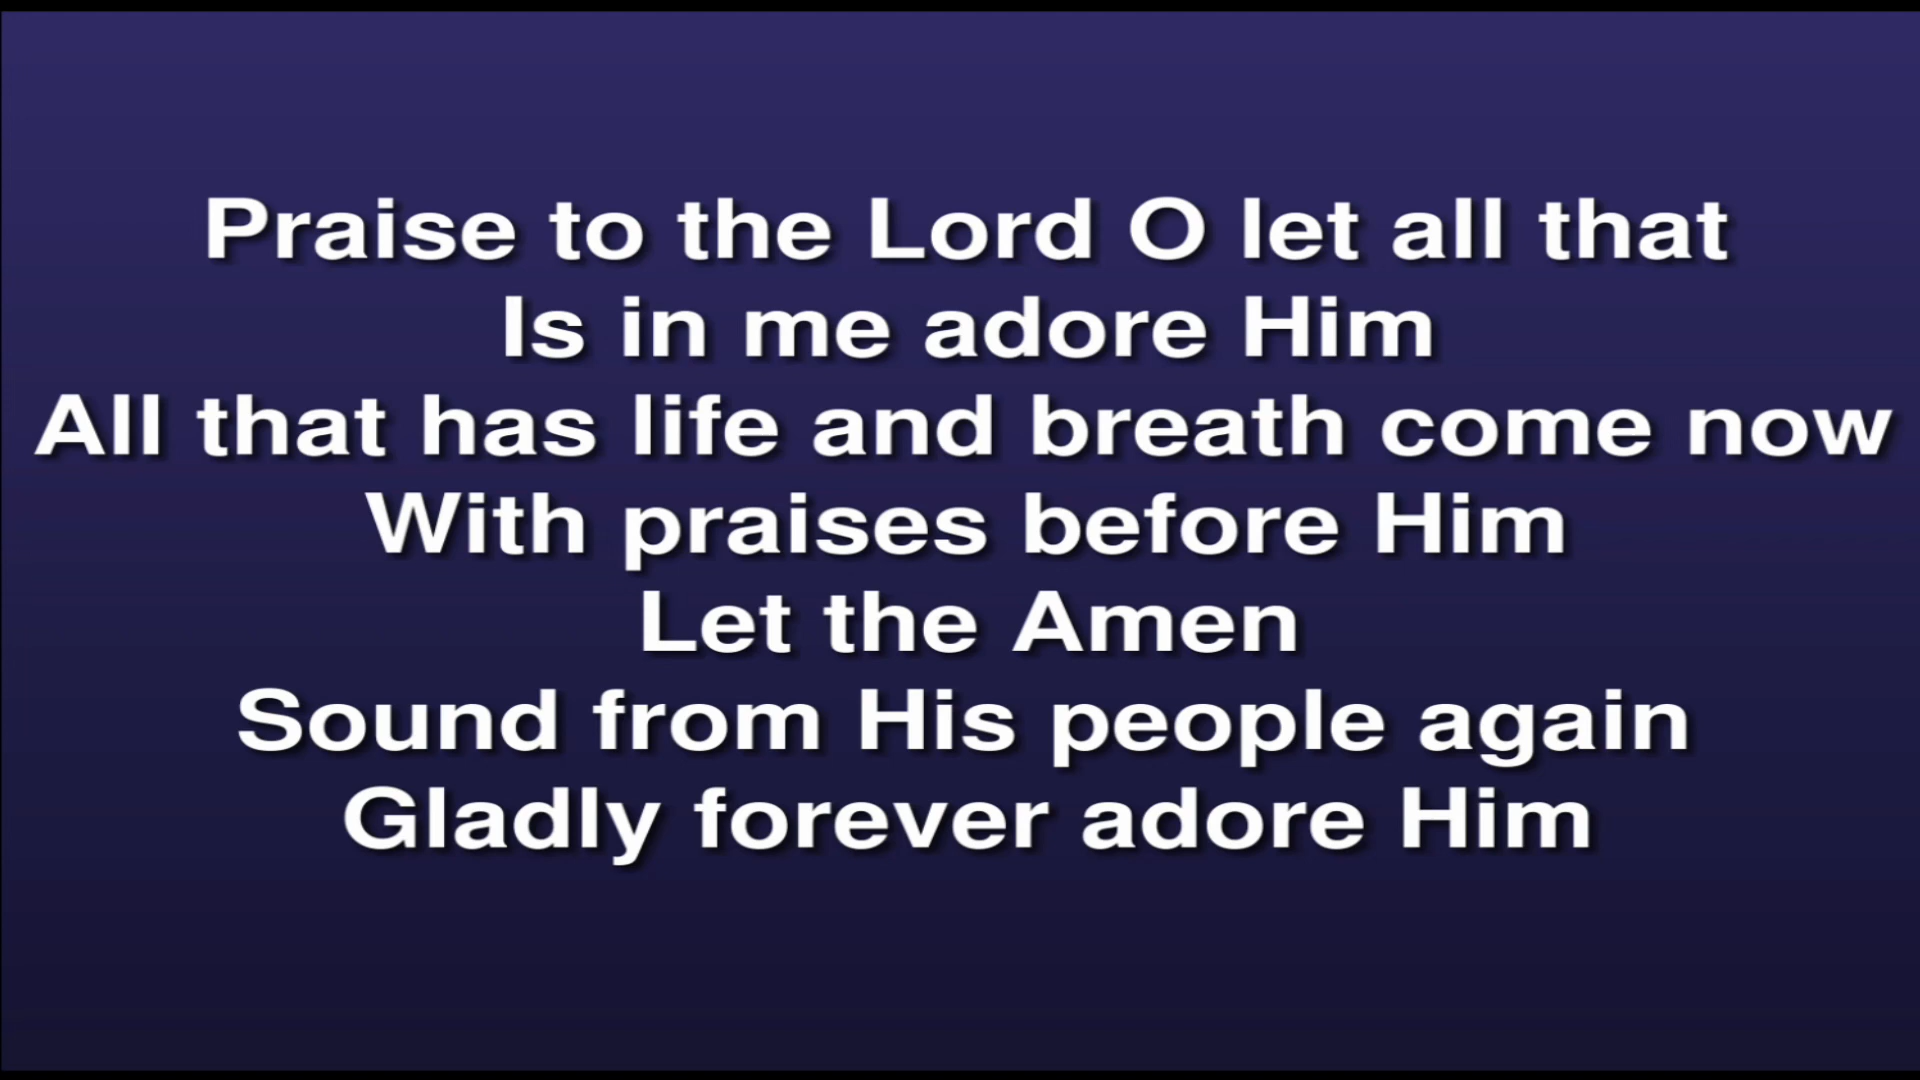 Praise to the Lord O let all that
Is in me adore Him
All that has life and breath come now
With praises before Him
Let the Amen
Sound from His people again
Gladly forever adore Him